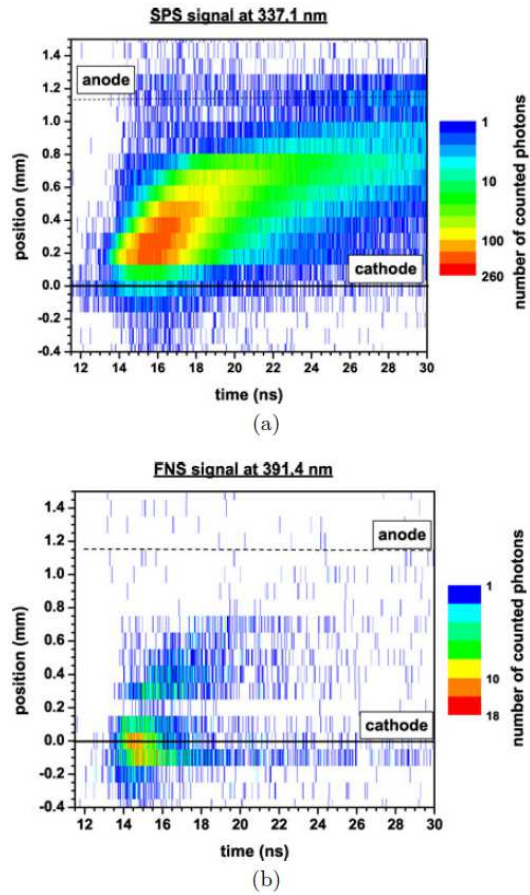 SPS signal at 337.1 nm
1.4
1.2
1.0
0.8
0.6
0.4
0.2
0.0
-0.2
-0.4
position (mm)
anode
cathode
12 14 16 18 20 22 24 26 28 30
time (ns)
1
10
100
260
number of counted photons
(a)
FNS signal at 391.4 nm
1.4
1.2
1.0
0.8
0.6
0.4
0.2
0.0
-0.2
-0.4
position (mm)
anode
cathode
12 14 16 18 20 22 24 26 28 30
time (ns)
1
10
18
number of counted photons
(b)